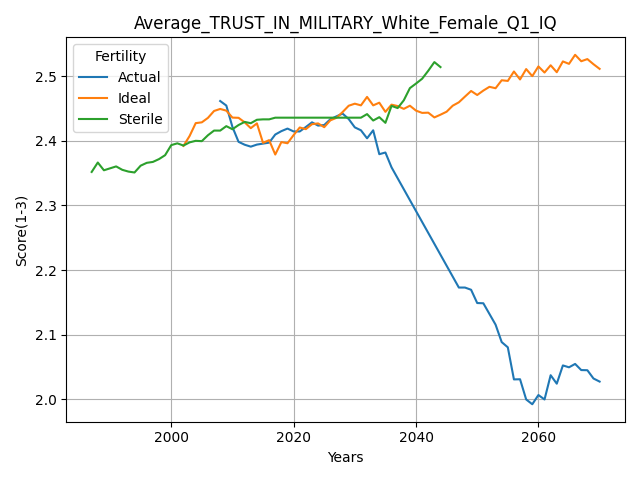 Average_TRUST_IN_MILITARY_White_Female_Q1_IQ
Fertility
Actual
Ideal
Sterile
Score(1-3)
2.5
2.4
2.3
2.2
2.1
2.0
2000
2020
2040
2060
Years